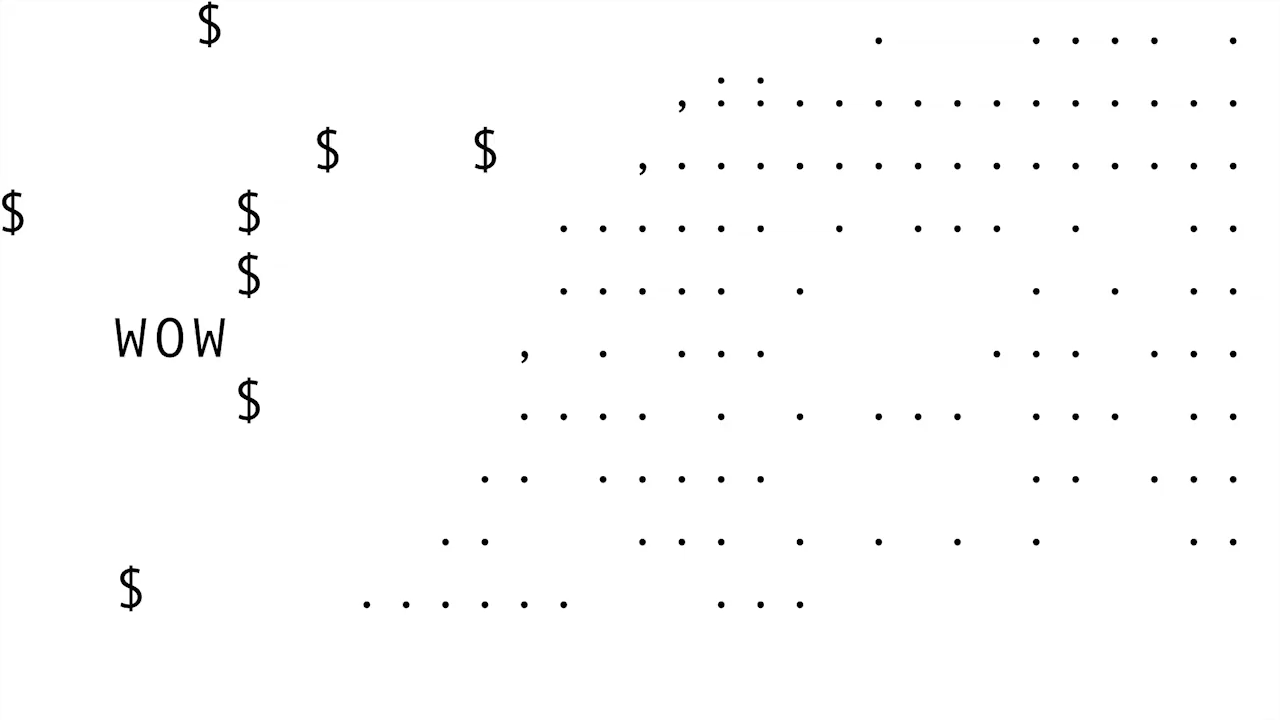 $                .   .... .
                 ,::............
        $   $   ,...............
$     $       ...... . ... .  ..
      $       ..... .     . . ..
   WOW       , . ...     ... ...
      $      .... . . ... ... ..
            .. .....      .. ...
           ..   ... . . . .   ..
   $     ......   ...